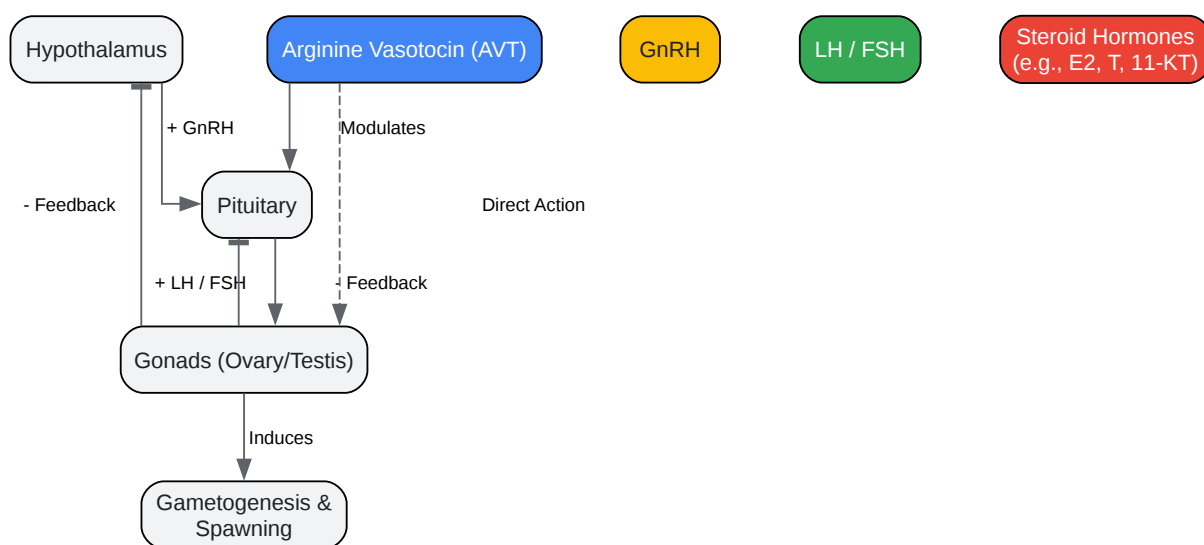 Hypothalamus
Arginine Vasotocin (AVT)
GnRH
LH / FSH
Steroid Hormones
(e.g., E2, T, 11-KT)
+ GnRH
Modulates
- Feedback
Pituitary
Direct Action
+ LH / FSH
- Feedback
Gonads (Ovary/Testis)
Induces
Gametogenesis &
Spawning